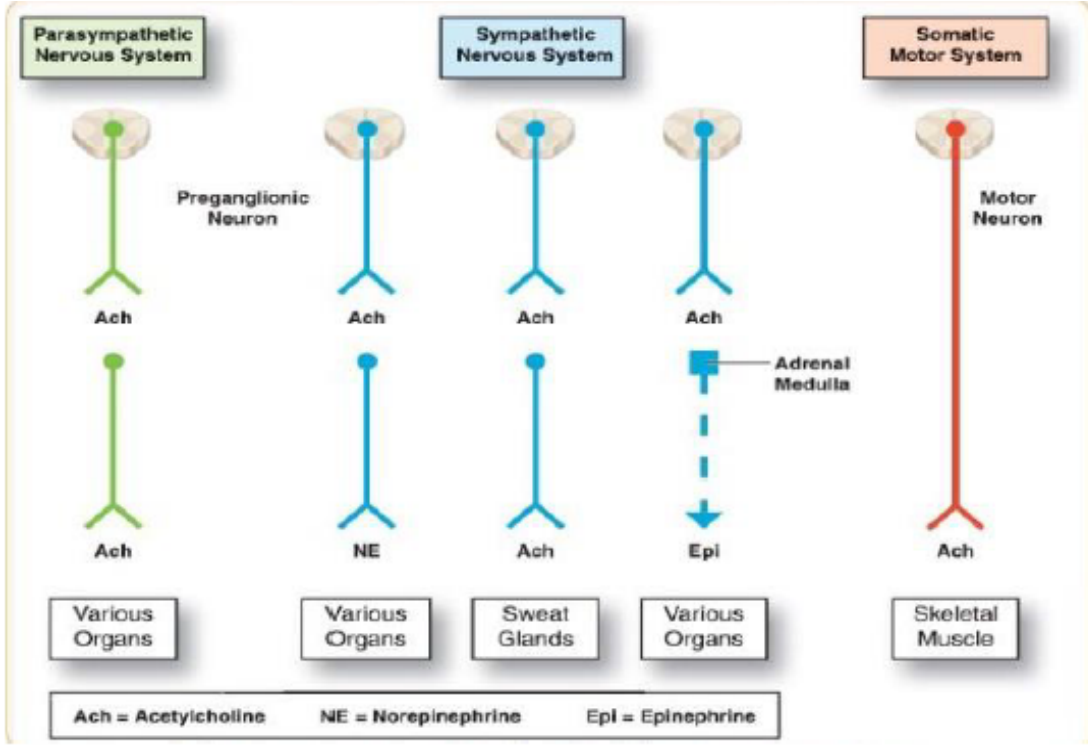 Parasympathetic
Nervous System
Sympathetic
Nervous System
Somatic
Motor System
Preganglionic
Neuron
Motor
Neuron
Ach
Ach
Ach
Ach
Adrenal
Medulla
Ach
NE
Ach
Epi
Ach
Various
Organs
Various
Organs
Sweat
Glands
Various
Organs
Skeletal
Muscle
Ach = Acetylcholine NE = Norepinephrine Epi = Epinephrine